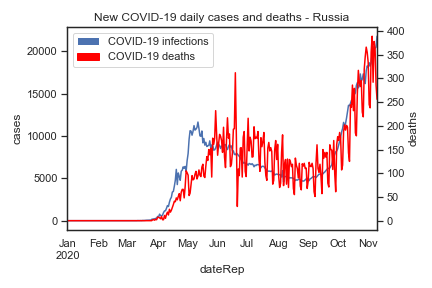 New COVID-19 daily cases and deaths - Russia
COVID-19 infections
COVID-19 deaths
cases
20000
15000
10000
5000
0
deaths
400
350
300
250
200
150
100
50
0
Jan Feb Mar Apr May Jun Jul Aug Sep Oct Nov
2020
dateRep